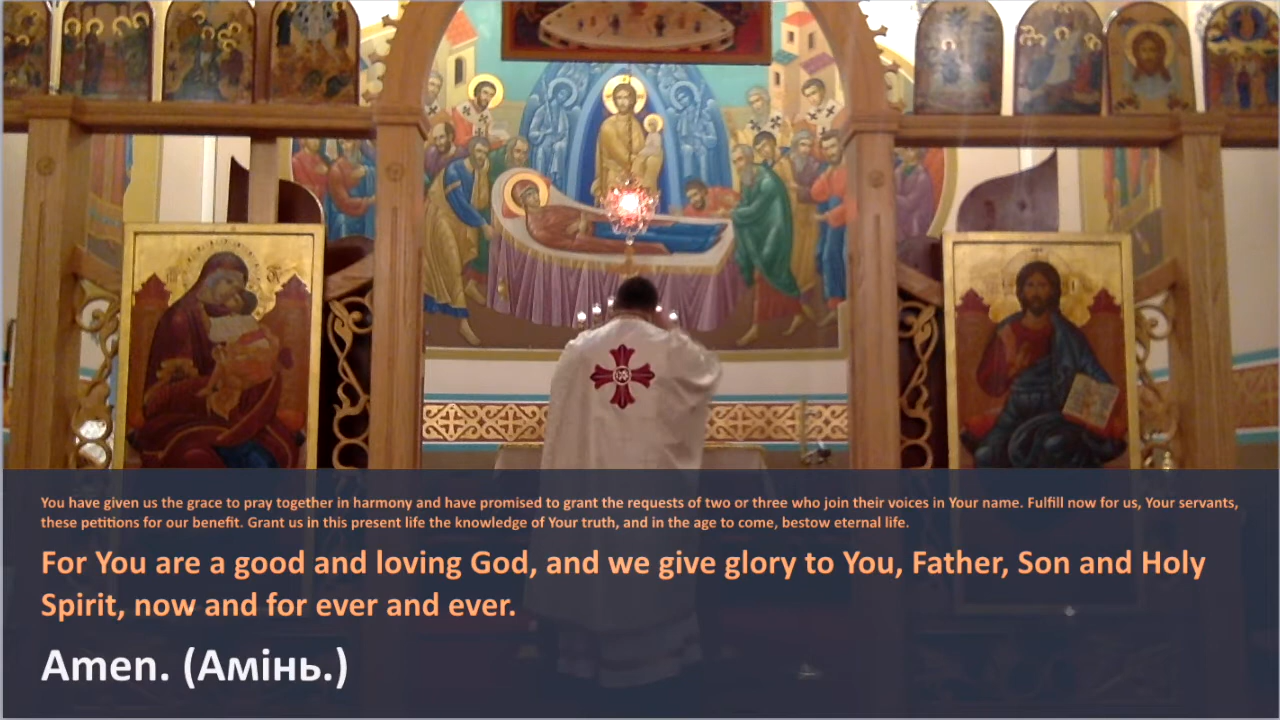 You have given us the grace to pray together in harmony and have promised to grant the requests of two or three who join their voices in Your name. Fulfill now for us, Your servants,
these petitions for our benefit. Grant us in this present life the knowledge of Your truth, and in the age to come, bestow eternal life.
For You are a good and loving God, and we give glory to You, Father, Son and Holy
Spirit, now and for ever and ever.
Amen. (Амінь.)